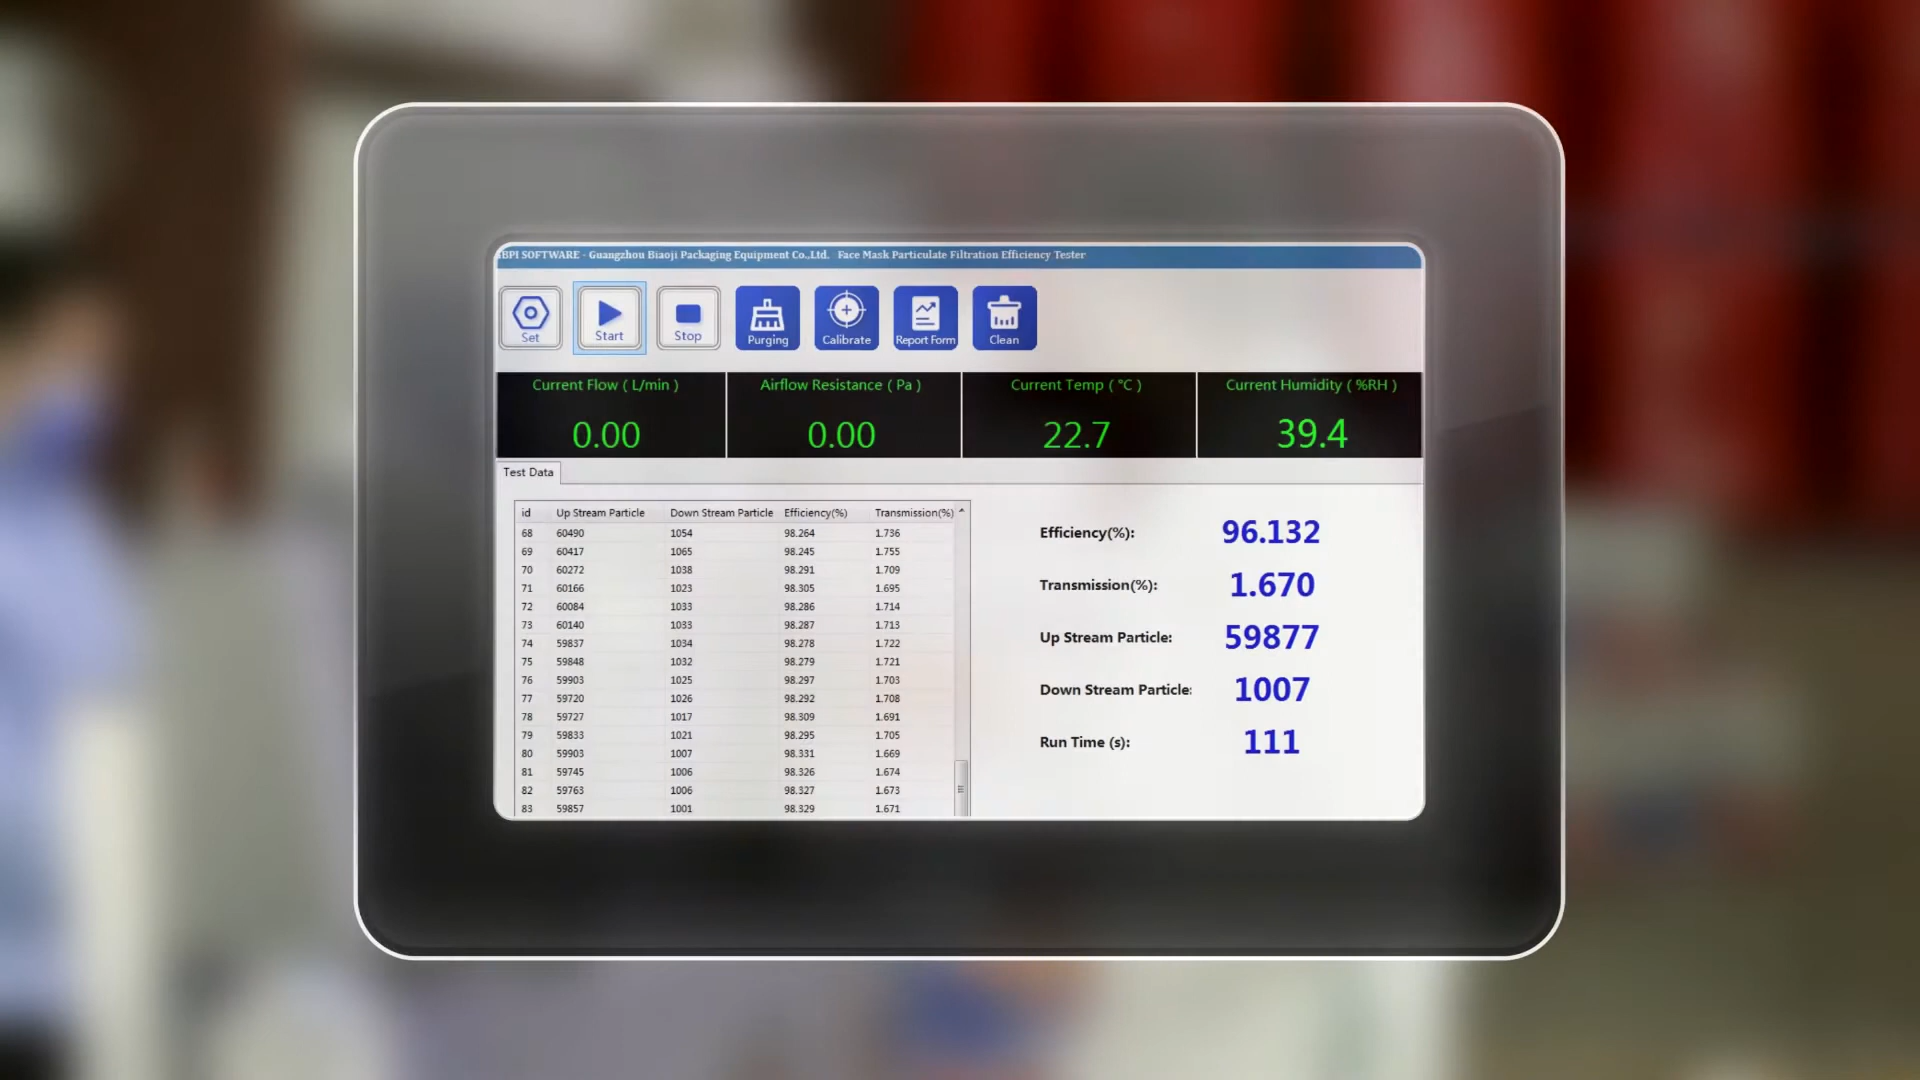 BPI SOFTWARE - Guangzhou Biaoji Packaging Equipment Co.,Ltd. Face Mask Particulate Filtration Efficiency Tester
Set Start Stop Purging Calibrate Report Form Clean
Current Flow ( L/min ) Airflow Resistance ( Pa ) Current Temp ( °C ) Current Humidity ( %RH )
0.00 0.00 22.7 39.4
Test Data
id Up Stream Particle Down Stream Particle Efficiency(%) Transmission(%)
68 60490 1054 98.264 1.736
69 60417 1065 98.245 1.755
70 60272 1038 98.291 1.709
71 60166 1023 98.305 1.695
72 60084 1033 98.286 1.714
73 60140 1033 98.287 1.713
74 59837 1034 98.278 1.722
75 59848 1032 98.279 1.721
76 59903 1025 98.297 1.703
77 59720 1026 98.292 1.708
78 59727 1017 98.309 1.691
79 59833 1021 98.295 1.705
80 59903 1007 98.331 1.669
81 59745 1006 98.326 1.674
82 59763 1006 98.327 1.673
83 59857 1001 98.329 1.671
Efficiency(%): 96.132
Transmission(%): 1.670
Up Stream Particle: 59877
Down Stream Particle: 1007
Run Time (s): 111